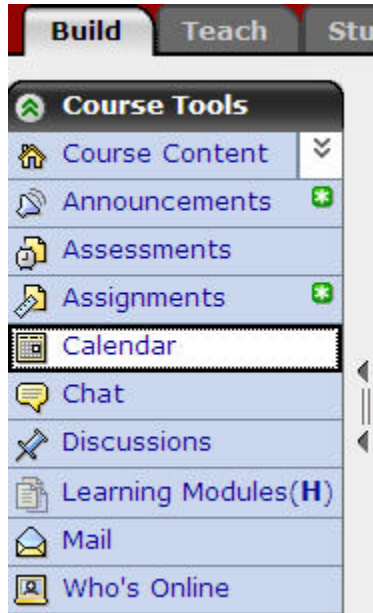 Build Teach Stu
Course Tools
Course Content
Announcements
Assessments
Assignments
Calendar
Chat
Discussions
Learning Modules(H)
Mail
Who's Online